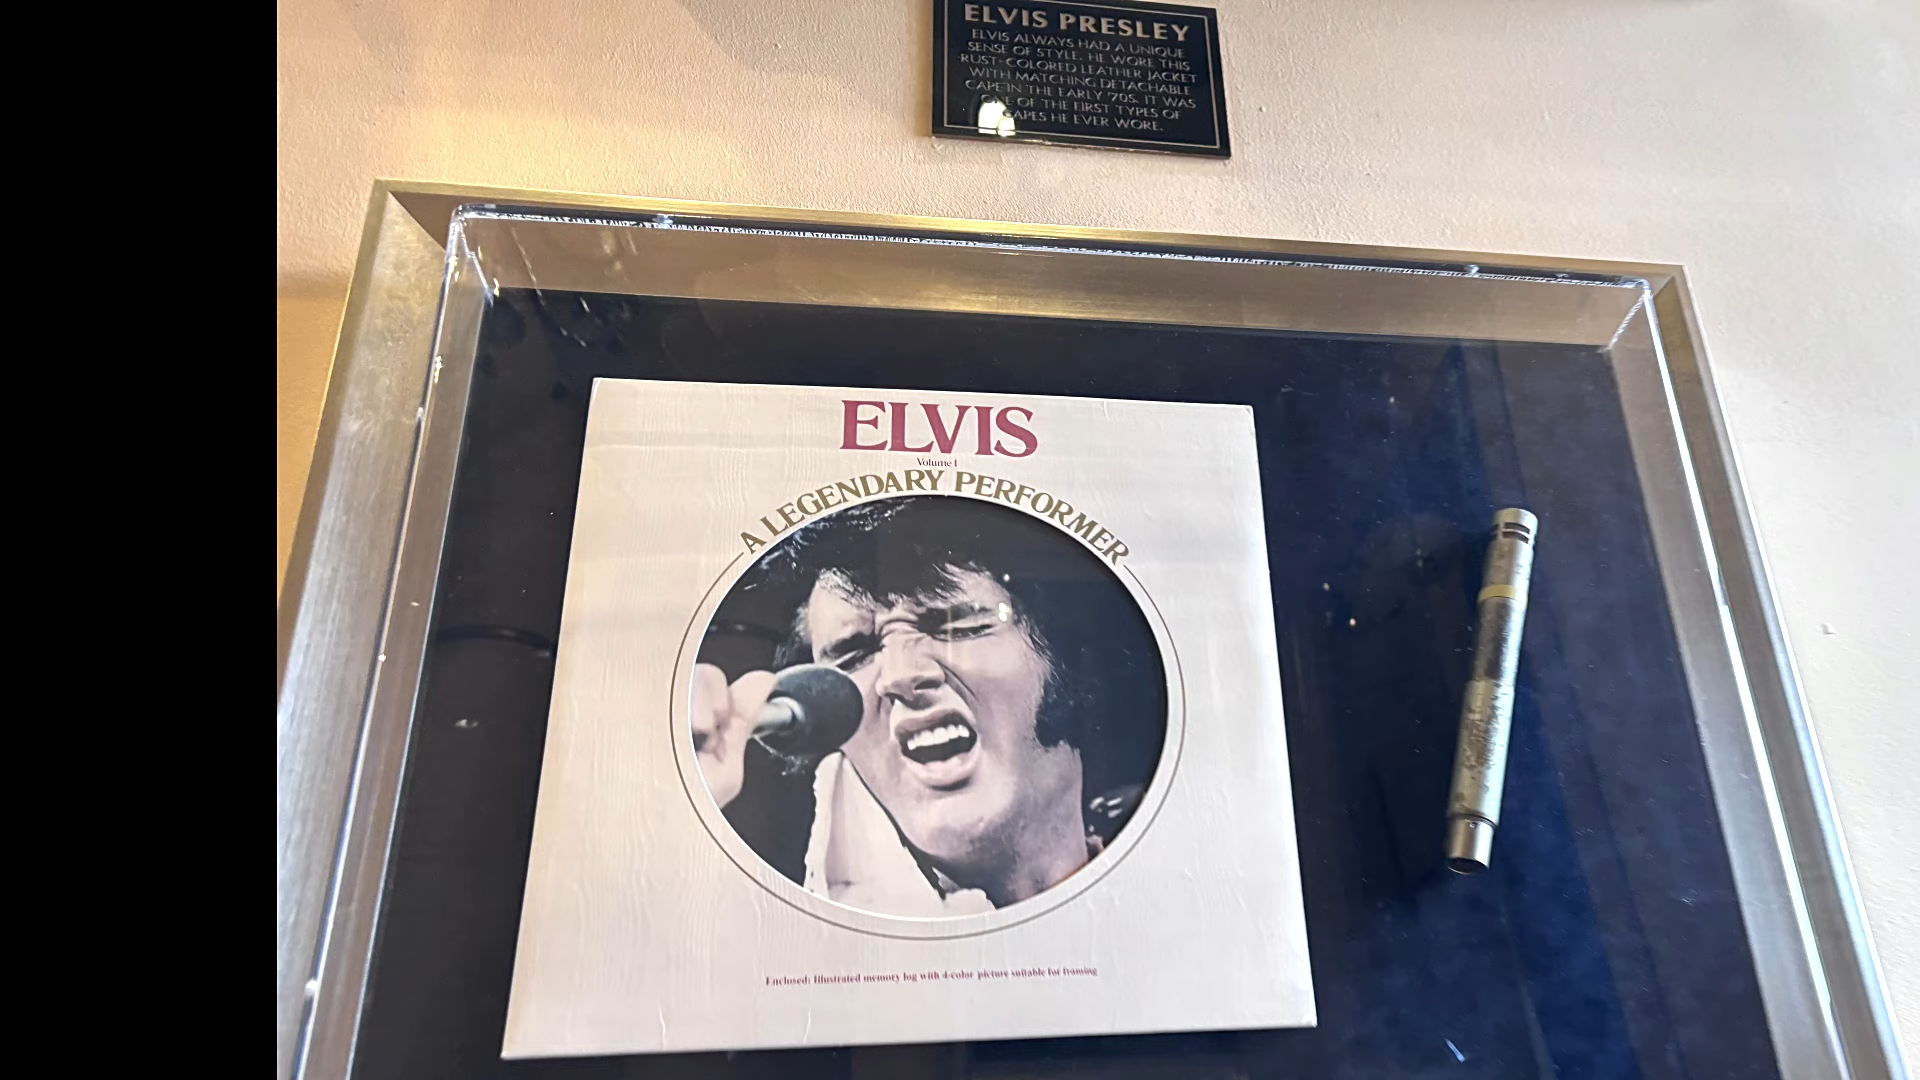 ELVIS PRESLEY
ELVIS ALWAYS HAD A UNIQUE
SENSE OF STYLE. HE WORE THIS
RUST-COLORED LEATHER JACKET
WITH MATCHING DETACHABLE
CAPE IN THE EARLY '70S. IT WAS
ONE OF THE FIRST TYPES OF
CAPES HE EVER WORE.
ELVIS
Volume 1
A LEGENDARY PERFORMER
Enclosed: Illustrated memory log with 4-color picture suitable for framing